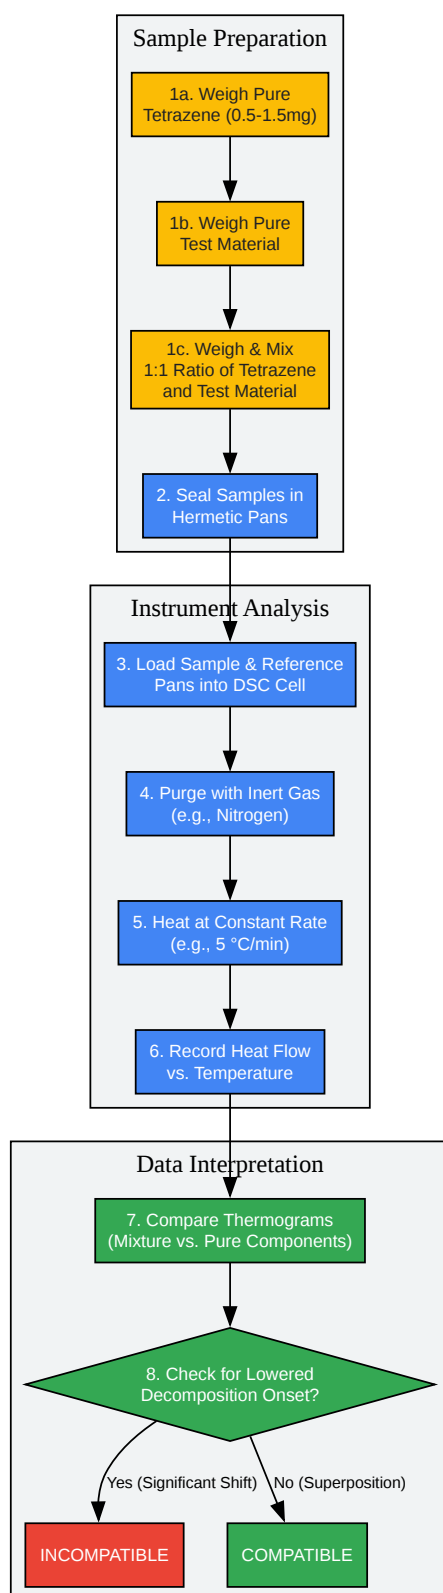 Sample Preparation
1a. Weigh Pure
Tetrazene (0.5-1.5mg)
1b. Weigh Pure
Test Material
1c. Weigh & Mix
1:1 Ratio of Tetrazene
and Test Material
2. Seal Samples in
Hermetic Pans
Instrument Analysis
3. Load Sample & Reference
Pans into DSC Cell
4. Purge with Inert Gas
(e.g., Nitrogen)
5. Heat at Constant Rate
(e.g., 5 °C/min)
6. Record Heat Flow
vs. Temperature
Data Interpretation
7. Compare Thermograms
(Mixture vs. Pure Components)
8. Check for Lowered
Decomposition Onset?
Yes (Significant Shift)
No (Superposition)
INCOMPATIBLE
COMPATIBLE